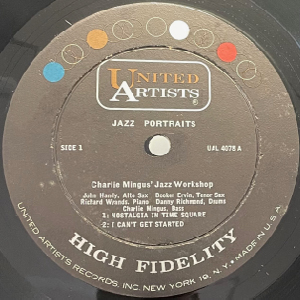 UNITED
ARTISTS®
JAZZ PORTRAITS
SIDE 1
UAL 4078 A
Charlie Mingus' Jazz Workshop
John Handy, Alto Sax Booker Ervin, Tenor Sax
Richard Wyands, Piano Danny Richmond, Drums
Charlie Mingus, Bass
1: NOSTALGIA IN TIME SQUARE
2: I CAN'T GET STARTED
HIGH FIDELITY
UNITED ARTISTS RECORDS, INC. NEW YORK 19, N.Y. • MADE IN U.S.A.